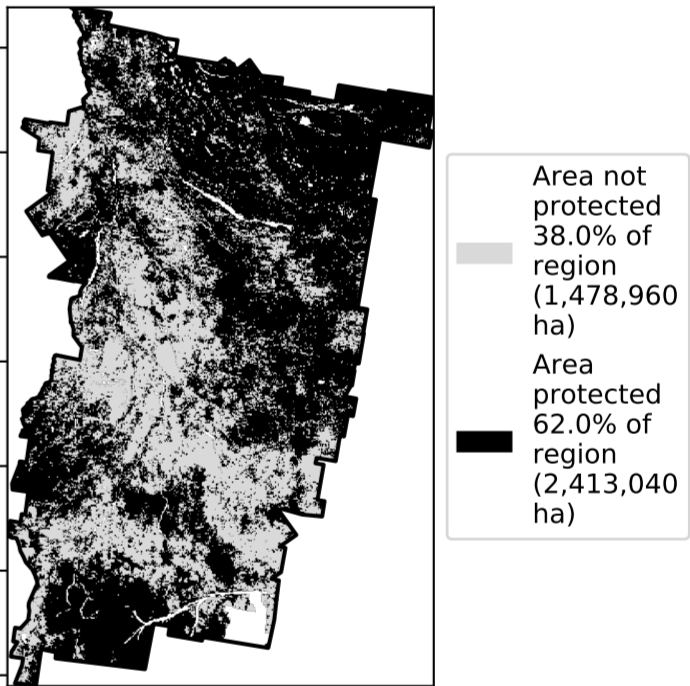 Area not
protected
38.0% of
region
(1,478,960
ha)
Area
protected
62.0% of
region
(2,413,040
ha)